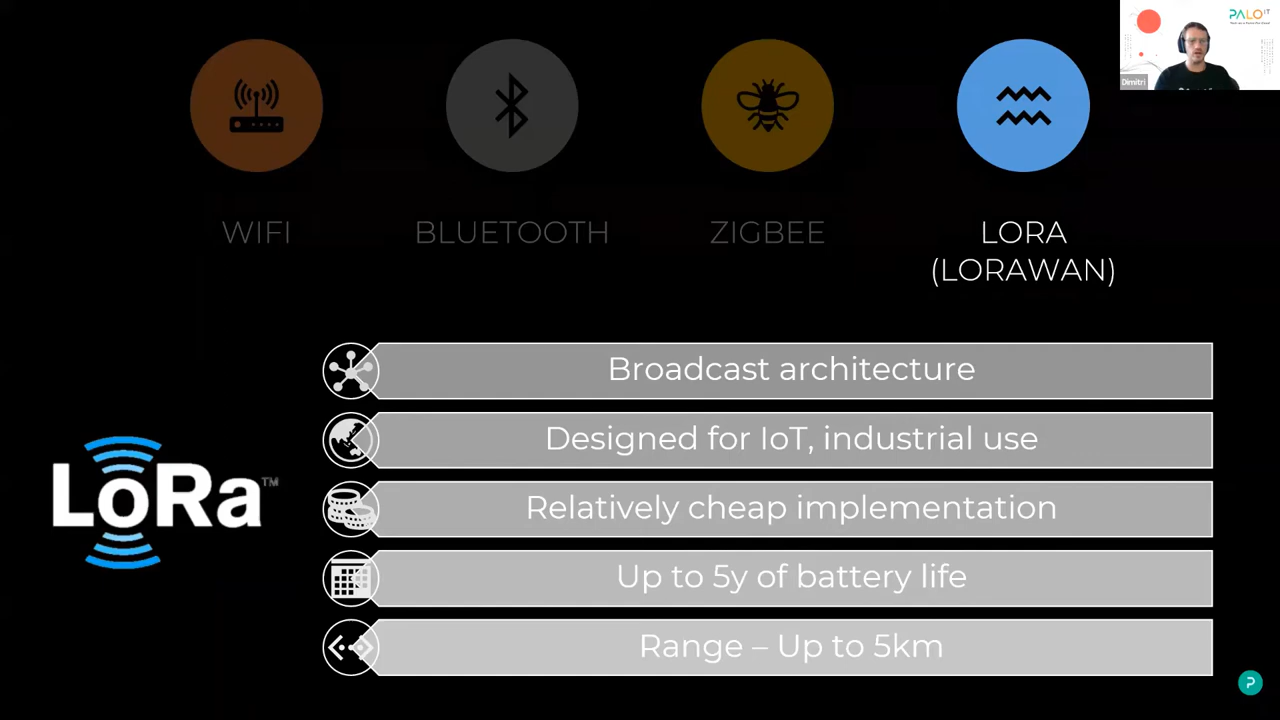 PALO IT
Dimitri
WIFI
BLUETOOTH
ZIGBEE
LORA
(LORAWAN)
LoRa™
Broadcast architecture
Designed for IoT, industrial use
Relatively cheap implementation
Up to 5y of battery life
Range – Up to 5km